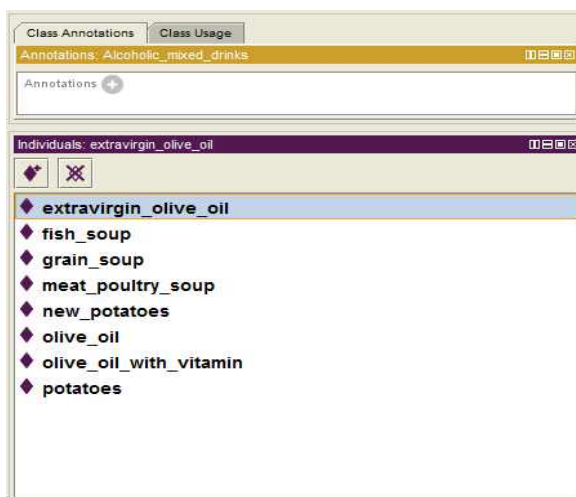 Class Annotations Class Usage
Annotations: Alcoholic_mixed_drinks
Annotations
Individuals: extravirgin_olive_oil
extravirgin_olive_oil
fish_soup
grain_soup
meat_poultry_soup
new_potatoes
olive_oil
olive_oil_with_vitamin
potatoes